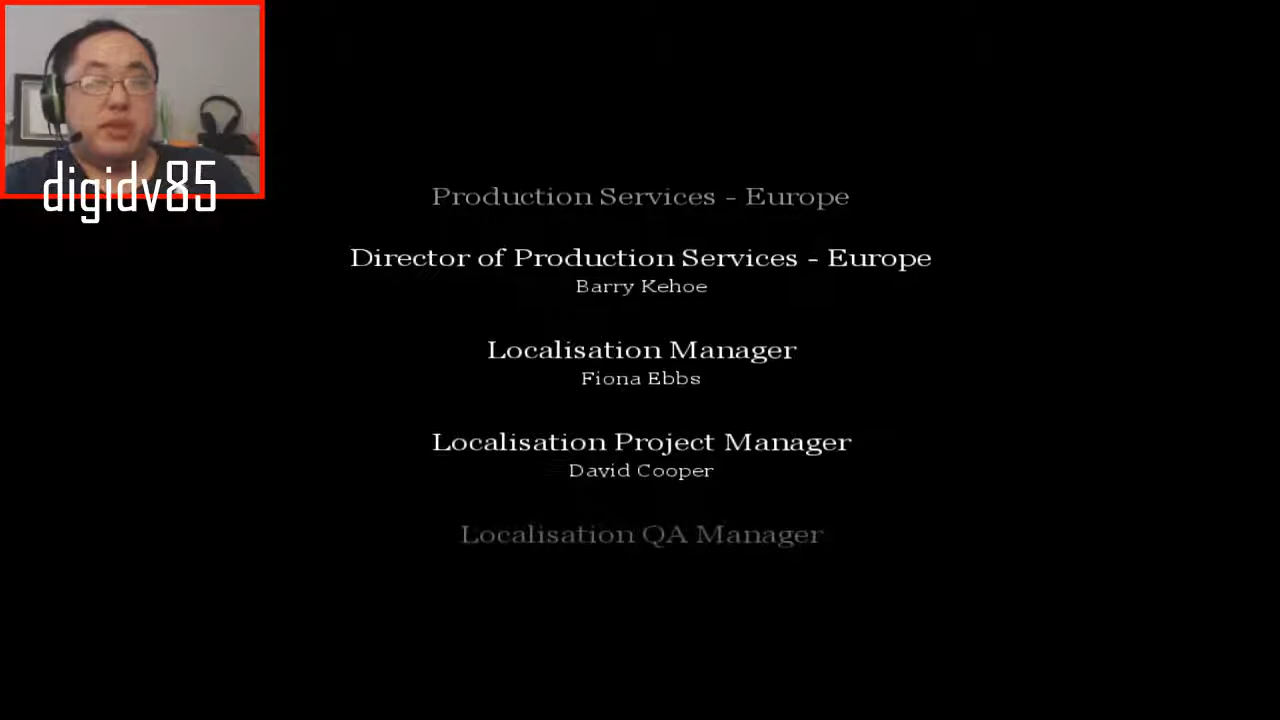 digidv85
Production Services - Europe
Director of Production Services - Europe
Barry Kehoe
Localisation Manager
Fiona Ebbs
Localisation Project Manager
David Cooper
Localisation QA Manager